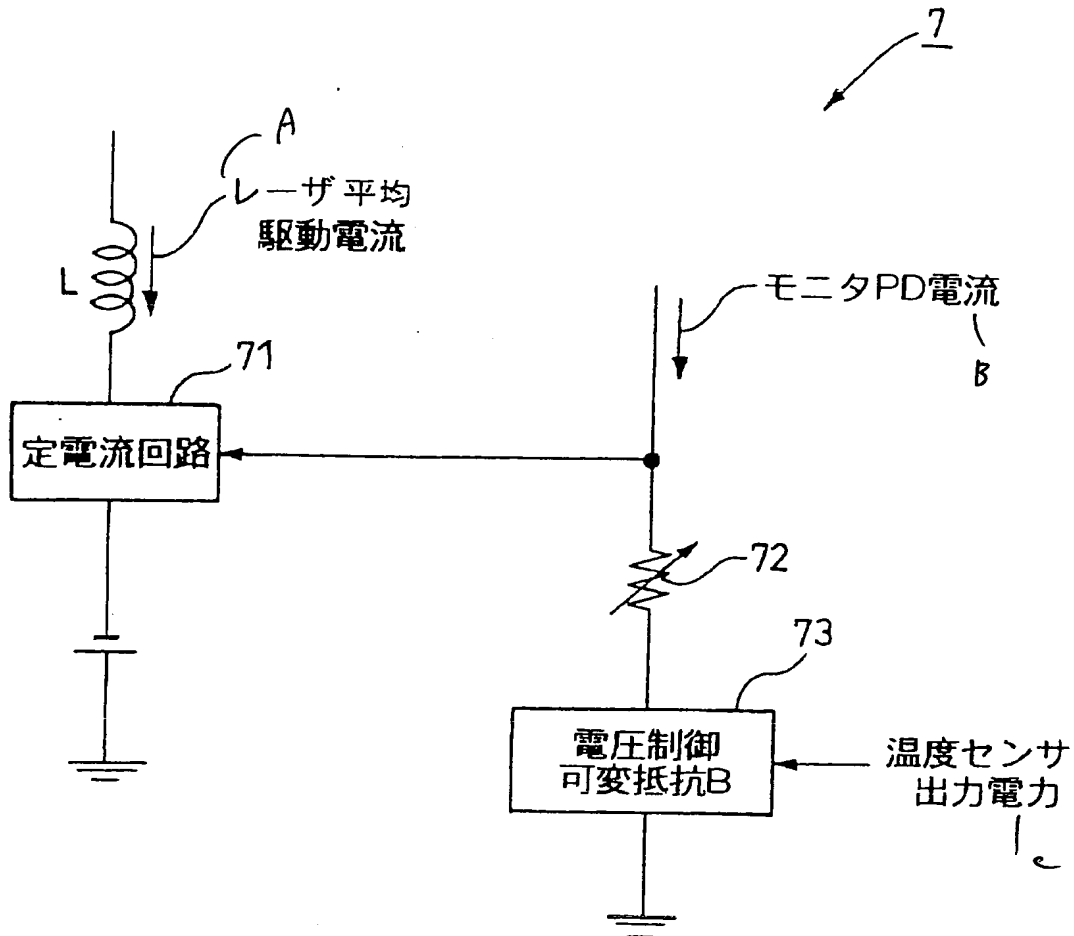 7
A
レーザ平均
駆動電流
L
モニタPD電流
B
71
定電流回路
72
73
電圧制御
可変抵抗B
温度センサ
出力電力
c